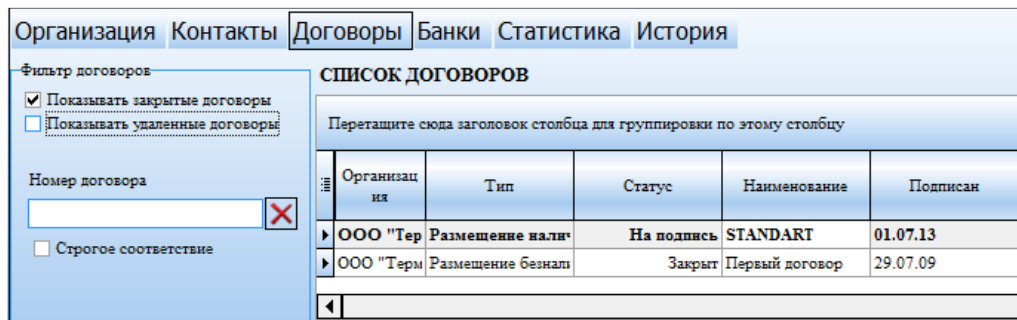 Организация Контакты Договоры Банки Статистика История
Фильтр договоров
Показывать закрытые договоры
Показывать удаленные договоры
Номер договора
Строгое соответствие
СПИСОК ДОГОВОРОВ
Перетащите сюда заголовок столбца для группировки по этому столбцу
Организац
ия
Тип Статус Наименование Подписан
ООО "Тер Размещение налич На подпись STANDART 01.07.13
ООО "Терм Размещение безнали Закрыт Первый договор 29.07.09